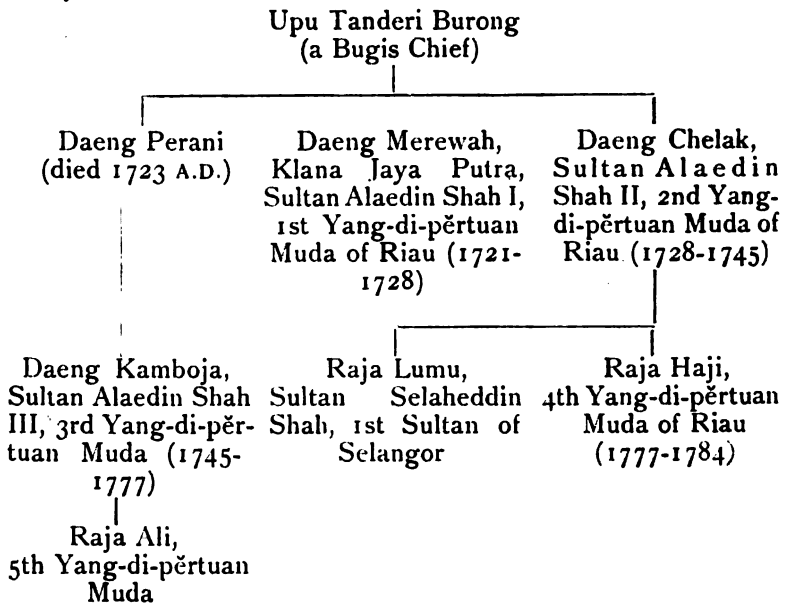 Upu Tanderi Burong
(a Bugis Chief)
Daeng Perani
(died 1723 A.D.)
Daeng Merewah,
Klana Jaya Putra,
Sultan Alaedin Shah I,
1st Yang-di-pĕrtuan
Muda of Riau (1721-
1728)
Daeng Chelak,
Sultan Alaedin
Shah II, 2nd Yang-
di-pĕrtuan Muda of
Riau (1728-1745)
Daeng Kamboja,
Sultan Alaedin Shah
III, 3rd Yang-di-pĕr-
tuan Muda (1745-
1777)
Raja Lumu,
Sultan Selaheddin
Shah, 1st Sultan of
Selangor
Raja Haji,
4th Yang-di-pĕrtuan
Muda of Riau
(1777-1784)
Raja Ali,
5th Yang-di-pĕrtuan
Muda